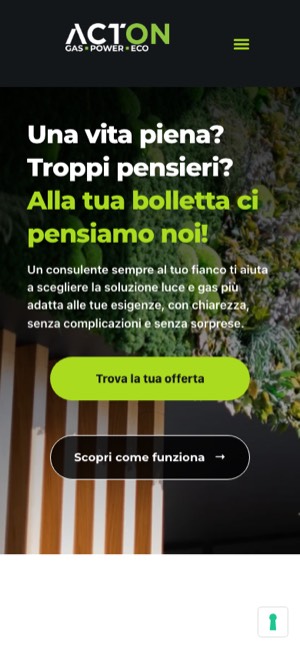 ACTON
GAS POWER ECO
Una vita piena?
Troppi pensieri?
Alla tua bolletta ci
pensiamo noi!
Un consulente sempre al tuo fianco ti aiuta
a scegliere la soluzione luce e gas più
adatta alle tue esigenze, con chiarezza,
senza complicazioni e senza sorprese.
Trova la tua offerta
Scopri come funziona →